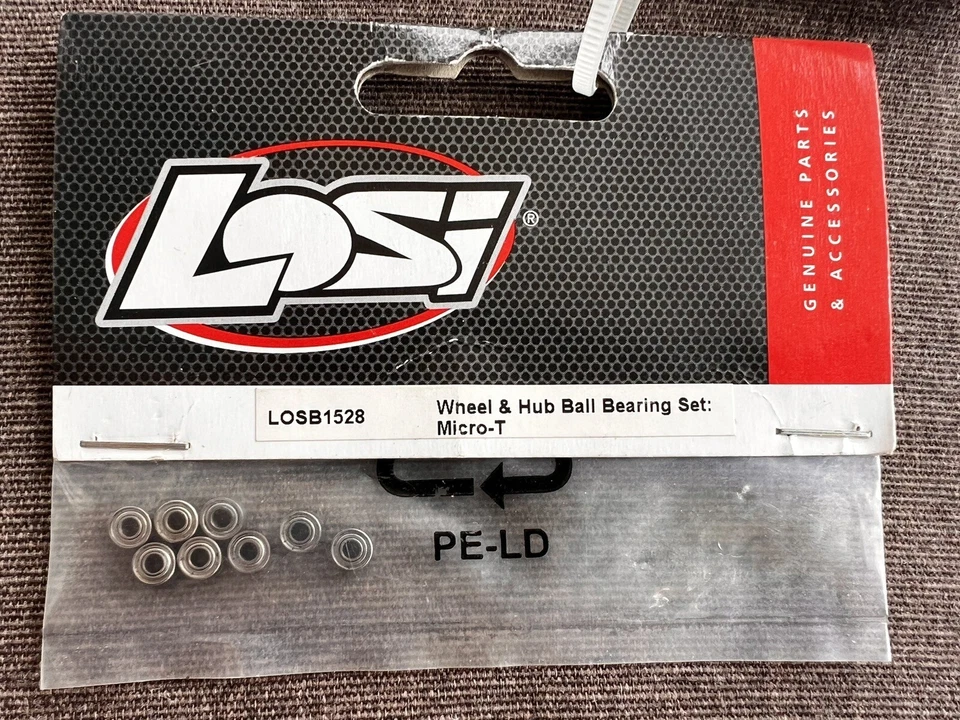 LOSi®
GENUINE PARTS
& ACCESSORIES
LOSB1528
Wheel & Hub Ball Bearing Set:
Micro-T
PE-LD